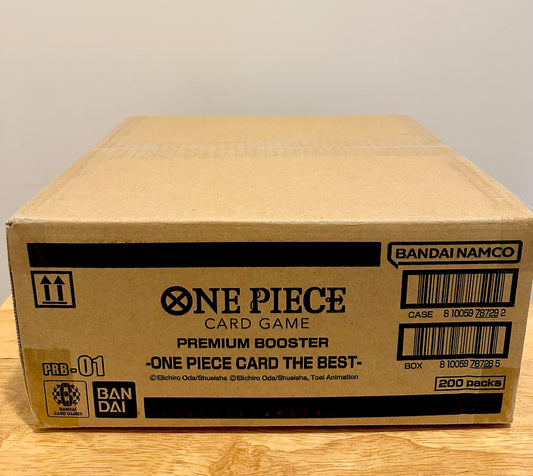 BANDAI NAMCO
ONE PIECE
CARD GAME
PREMIUM BOOSTER
-ONE PIECE CARD THE BEST-
©Eiichiro Oda/Shueisha ©Eiichiro Oda/Shueisha, Toei Animation
PRB-01
BANDAI
CARD GAMES
BAN
DAI
CASE 8 10059 78729 2
BOX 8 10059 78728 5
200 packs